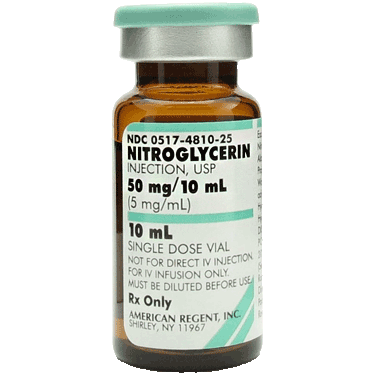 NDC 0517-4810-25
NITROGLYCERIN
INJECTION, USP
50 mg/10 mL
(5 mg/mL)
10 mL
SINGLE DOSE VIAL
NOT FOR DIRECT IV INJECTION.
FOR IV INFUSION ONLY.
MUST BE DILUTED BEFORE USE.
Rx Only
AMERICAN REGENT, INC.
SHIRLEY, NY 11967